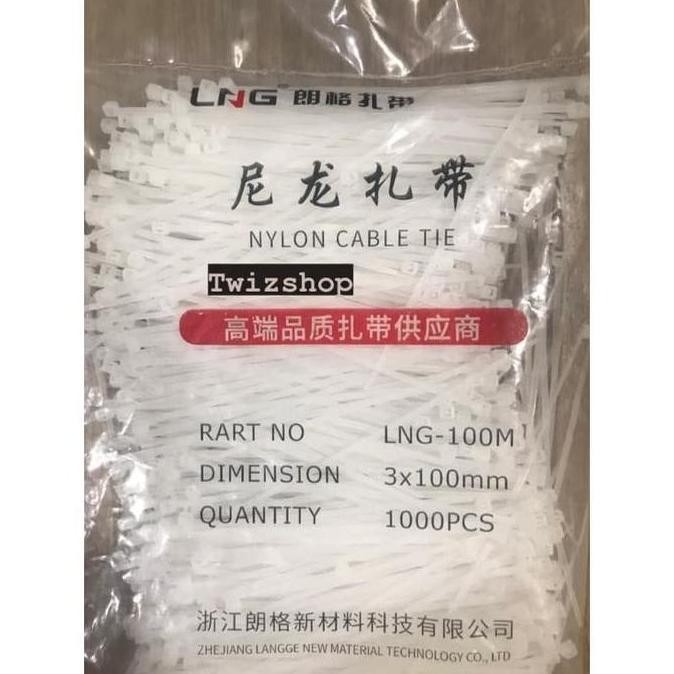 LNG® 朗格扎带
尼龙扎带
NYLON CABLE TIE
Twizshop
高端品质扎带供应商
RART NO LNG-100M
DIMENSION 3x100mm
QUANTITY 1000PCS
浙江朗格新材料科技有限公司
ZHEJIANG LANGGE NEW MATERIAL TECHNOLOGY CO., LTD